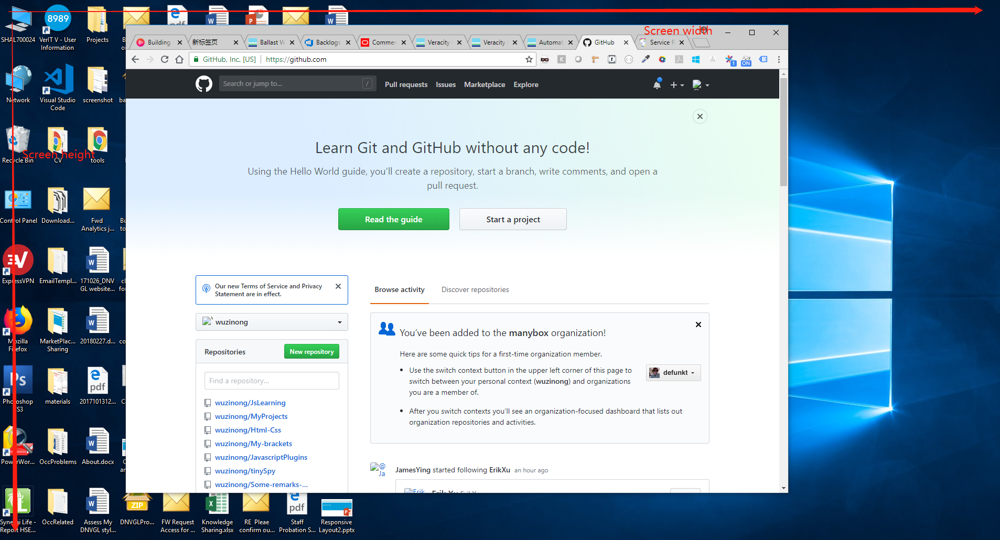 Screen width
Screen height
SHAL700024
VerIT V - User
Information
8989
Projects
Network
Visual Studio
Code
screenshot
Recycle Bin
CV
tools
Control Panel
Download...
Fwd
Analytics j...
ExpressVPN
EmailTempl...
171026_DNV
GL website...
Mozilla
Firefox
MarketPlac...
Sharing
20180227.d...
Ps
Photoshop
pdf
materials
2017101312...
PowerWor...
OccProblems
About.docx
Synergi Life -
Report HSE...
OccRelated
Assess My
DNVGL styl...
ZIP
DNVGLPro...
FW Request
Access for ...
Knowledge
Sharing.xlsx
RE Pleae
confirm ou...
pdf
Staff
Probation S...
Responsive
Layout2.pptx
Building
新标签页
Ballast W
Backlogs
Commen
Veracity
Veracity
Automat
GitHub
Service R
GitHub, Inc. [US]
https://github.com
1
ON
Search or jump to...
/
Pull requests
Issues
Marketplace
Explore
Learn Git and GitHub without any code!
Using the Hello World guide, you’ll create a repository, start a branch, write comments, and open a
pull request.
Read the guide
Start a project
Our new Terms of Service and Privacy
Statement are in effect.
wuzinong
Repositories
New repository
Find a repository...
wuzinong/JsLearning
wuzinong/MyProjects
wuzinong/Html-Css
wuzinong/My-brackets
wuzinong/JavascriptPlugins
wuzinong/tinySpy
wuzinong/Some-remarks-...
Browse activity
Discover repositories
You’ve been added to the manybox organization!
Here are some quick tips for a first-time organization member.
Use the switch context button in the upper left corner of this page to
switch between your personal context (wuzinong) and organizations
you are a member of.
defunkt
After you switch contexts you’ll see an organization-focused dashboard that lists out
organization repositories and activities.
@
Ja
JamesYing started following ErikXu an hour ago